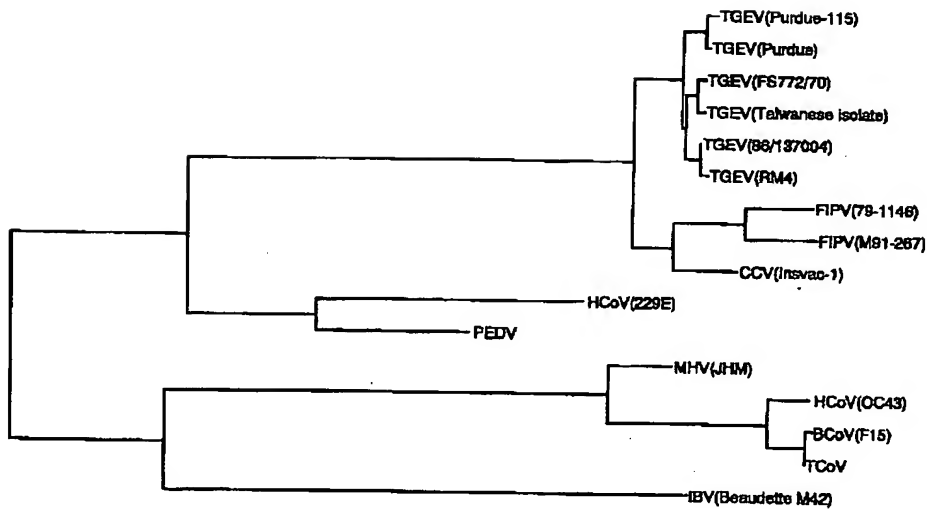 TGEV(Purdue-115)
TGEV(Purdue)
TGEV(FS772/70)
TGEV(Taiwanese isolate)
TGEV(86/137004)
TGEV(RM4)
FIPV(79-1146)
FIPV(M91-267)
CCV(Insvac-1)
HCoV(229E)
PEDV
MHV(JHM)
HCoV(OC43)
BCoV(F15)
TCoV
IBV(Beaudette M42)